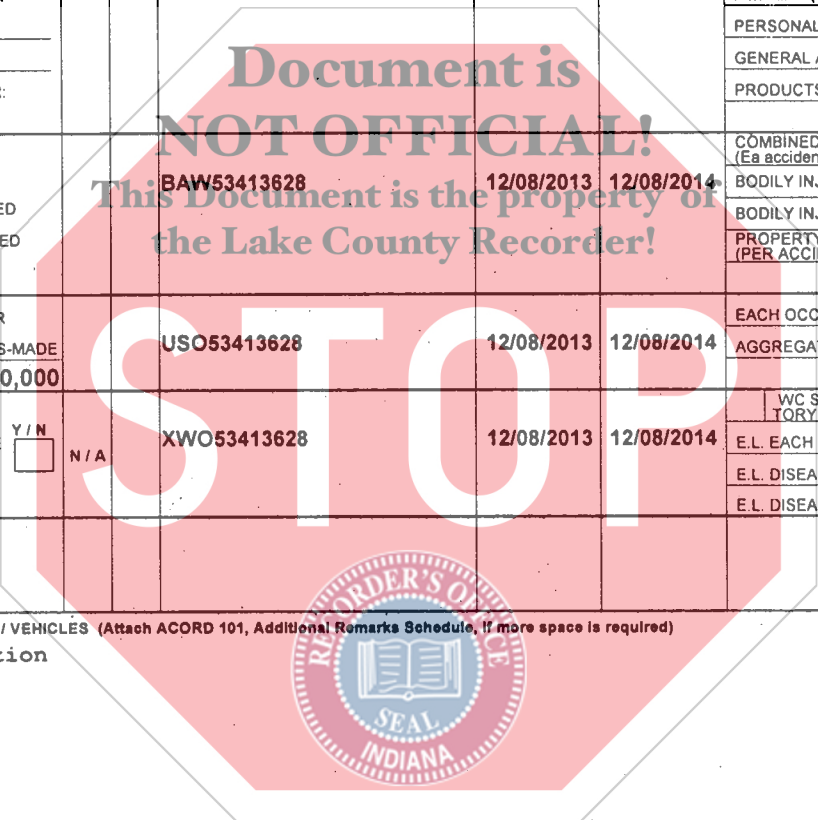 PERSONAL
GENERAL
PRODUCTS
Document is
NOT OFFICIAL!
This Document is the property of
the Lake County Recorder!
COMBINED
(Ea acciden
BAW53413628 12/08/2013 12/08/2014 BODILY INJ
ED BODILY INJ
ED PROPERTY
(PER ACCI
R EACH OCC
S-MADE USO53413628 12/08/2013 12/08/2014 AGGREGA
0,000
STOP
WC S
TORY
Y / N N / A XWO53413628 12/08/2013 12/08/2014 E.L. EACH
E.L. DISEA
E.L. DISEA
/ VEHICLES (Attach ACORD 101, Additional Remarks Schedule, if more space is required)
tion
RECORDER'S OFFICE
SEAL
INDIANA